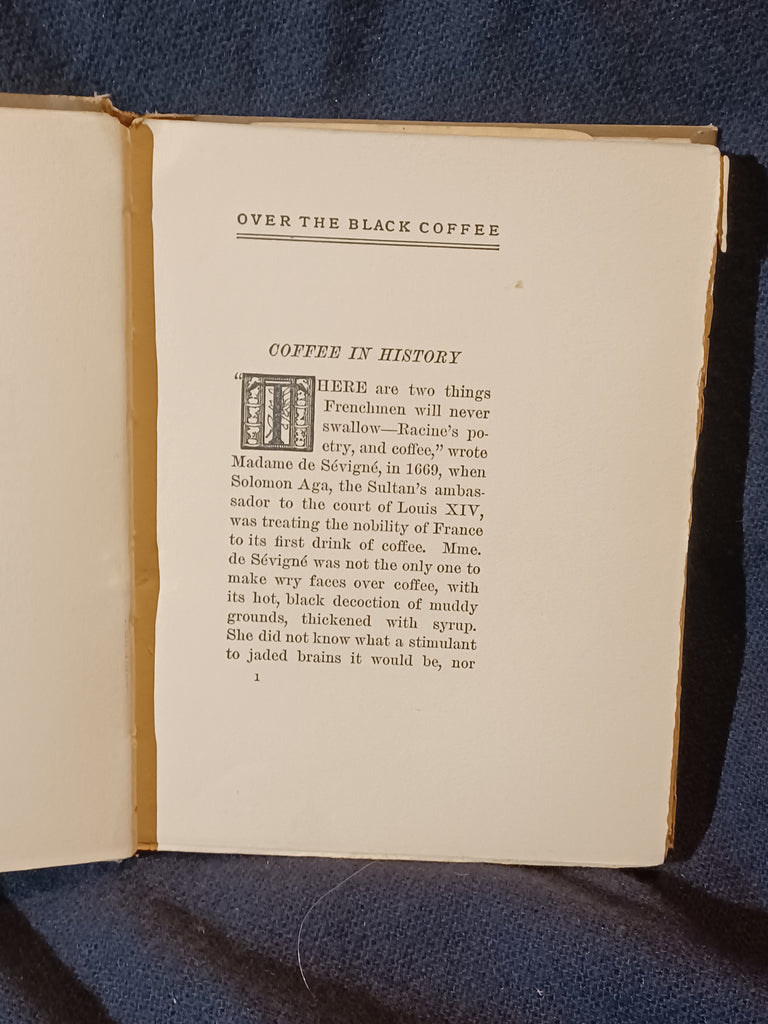 OVER THE BLACK COFFEE
COFFEE IN HISTORY
"THERE are two things
Frenchmen will never
swallow—Racine's po-
etry, and coffee," wrote
Madame de Sévigné, in 1669, when
Solomon Aga, the Sultan's ambas-
sador to the court of Louis XIV,
was treating the nobility of France
to its first drink of coffee. Mme.
de Sévigné was not the only one to
make wry faces over coffee, with
its hot, black decoction of muddy
grounds, thickened with syrup.
She did not know what a stimulant
to jaded brains it would be, nor
1